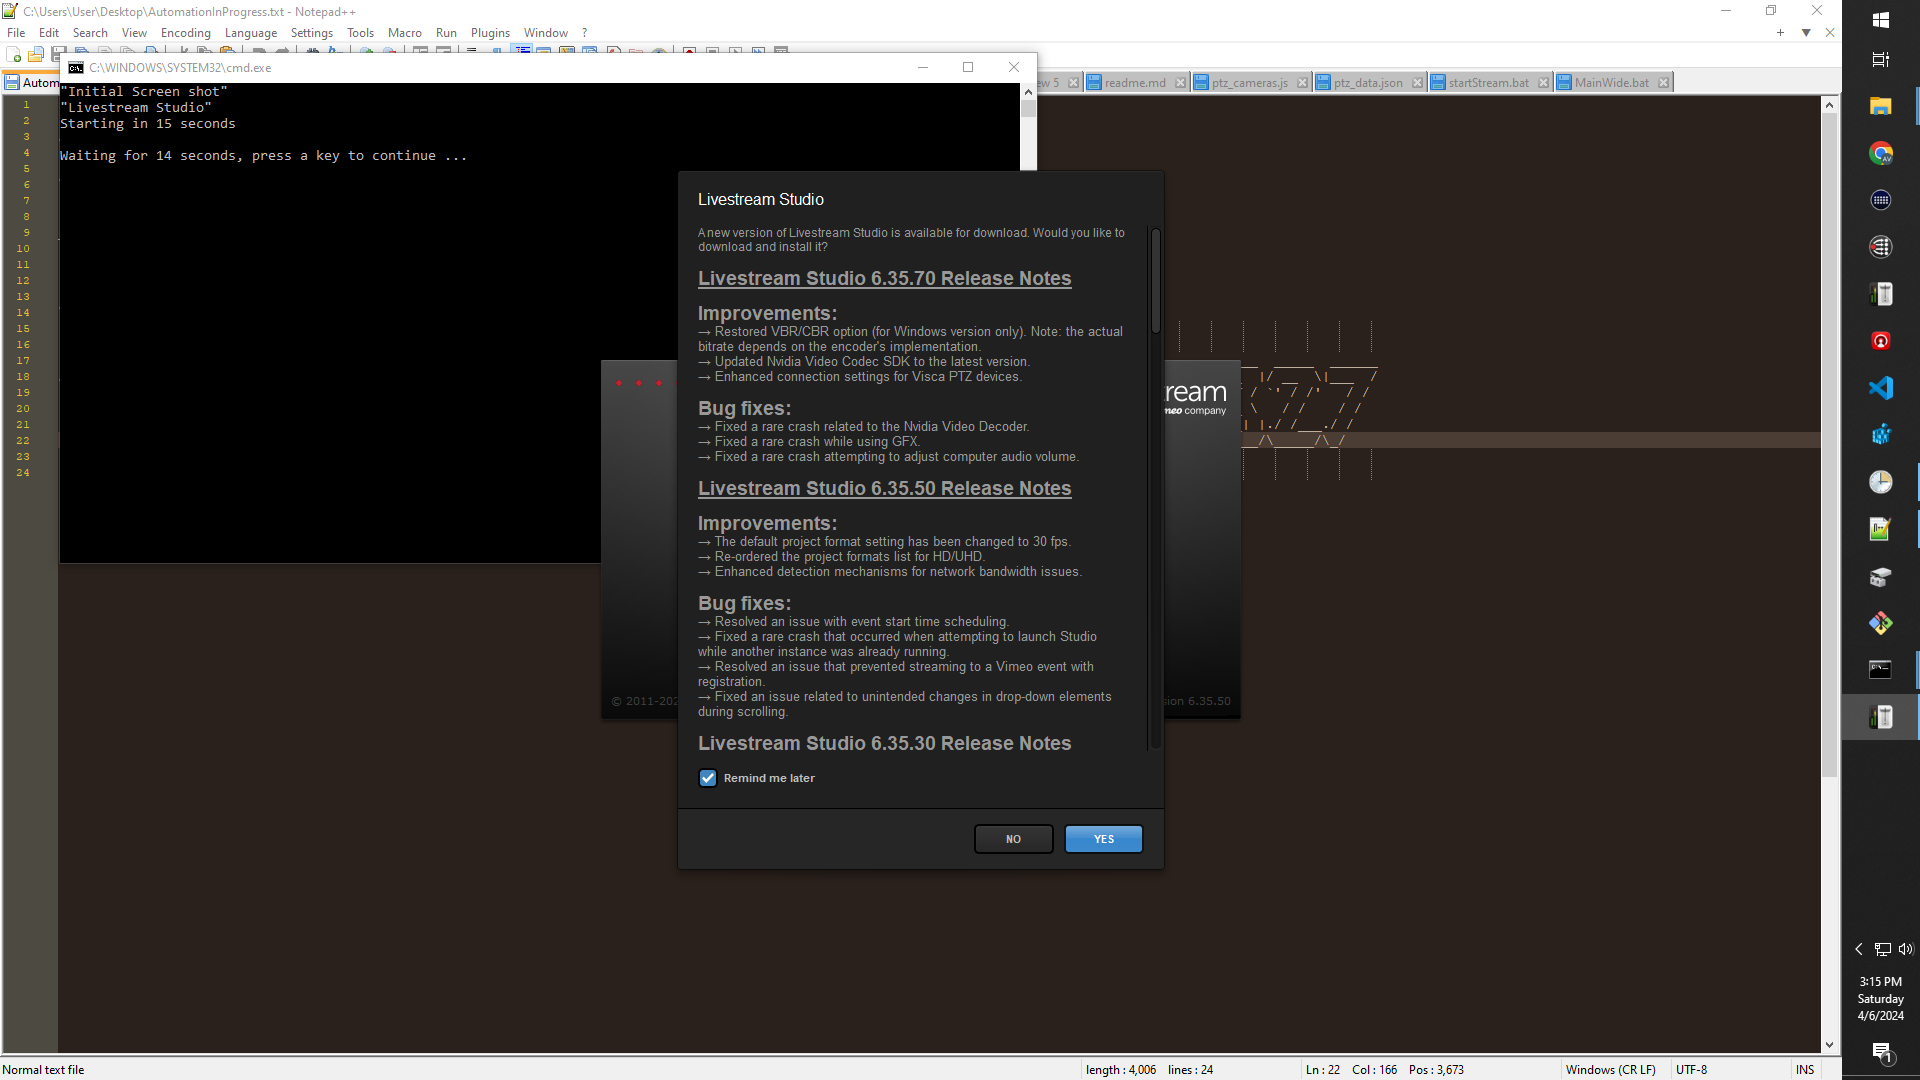 C:\Users\User\Desktop\AutomationInProgress.txt - Notepad++
File Edit Search View Encoding Language Settings Tools Macro Run Plugins Window ?
C:\WINDOWS\SYSTEM32\cmd.exe
readme.md ptz_cameras.js ptz_data.json startStream.bat MainWide.bat
"Initial Screen shot"
"Livestream Studio"
Starting in 15 seconds
Waiting for 14 seconds, press a key to continue ...
1
2
3
4
5
6
7
8
9
10
11
12
13
14
15
16
17
18
19
20
21
22
23
24
Livestream Studio
A new version of Livestream Studio is available for download. Would you like to
download and install it?
Livestream Studio 6.35.70 Release Notes
Improvements:
→ Restored VBR/CBR option (for Windows version only). Note: the actual
bitrate depends on the encoder's implementation.
→ Updated Nvidia Video Codec SDK to the latest version.
→ Enhanced connection settings for Visca PTZ devices.
Bug fixes:
→ Fixed a rare crash related to the Nvidia Video Decoder.
→ Fixed a rare crash while using GFX.
→ Fixed a rare crash attempting to adjust computer audio volume.
Livestream Studio 6.35.50 Release Notes
Improvements:
→ The default project format setting has been changed to 30 fps.
→ Re-ordered the project formats list for HD/UHD.
→ Enhanced detection mechanisms for network bandwidth issues.
Bug fixes:
→ Resolved an issue with event start time scheduling.
→ Fixed a rare crash that occurred when attempting to launch Studio
while another instance was already running.
→ Resolved an issue that prevented streaming to a Vimeo event with
registration.
→ Fixed an issue related to unintended changes in drop-down elements
during scrolling.
Livestream Studio 6.35.30 Release Notes
Remind me later
NO YES
company
© 2011-
6.35.50
3:15 PM
Saturday
4/6/2024
1
Normal text file length : 4,006 lines : 24 Ln : 22 Col : 166 Pos : 3,673 Windows (CR LF) UTF-8 INS